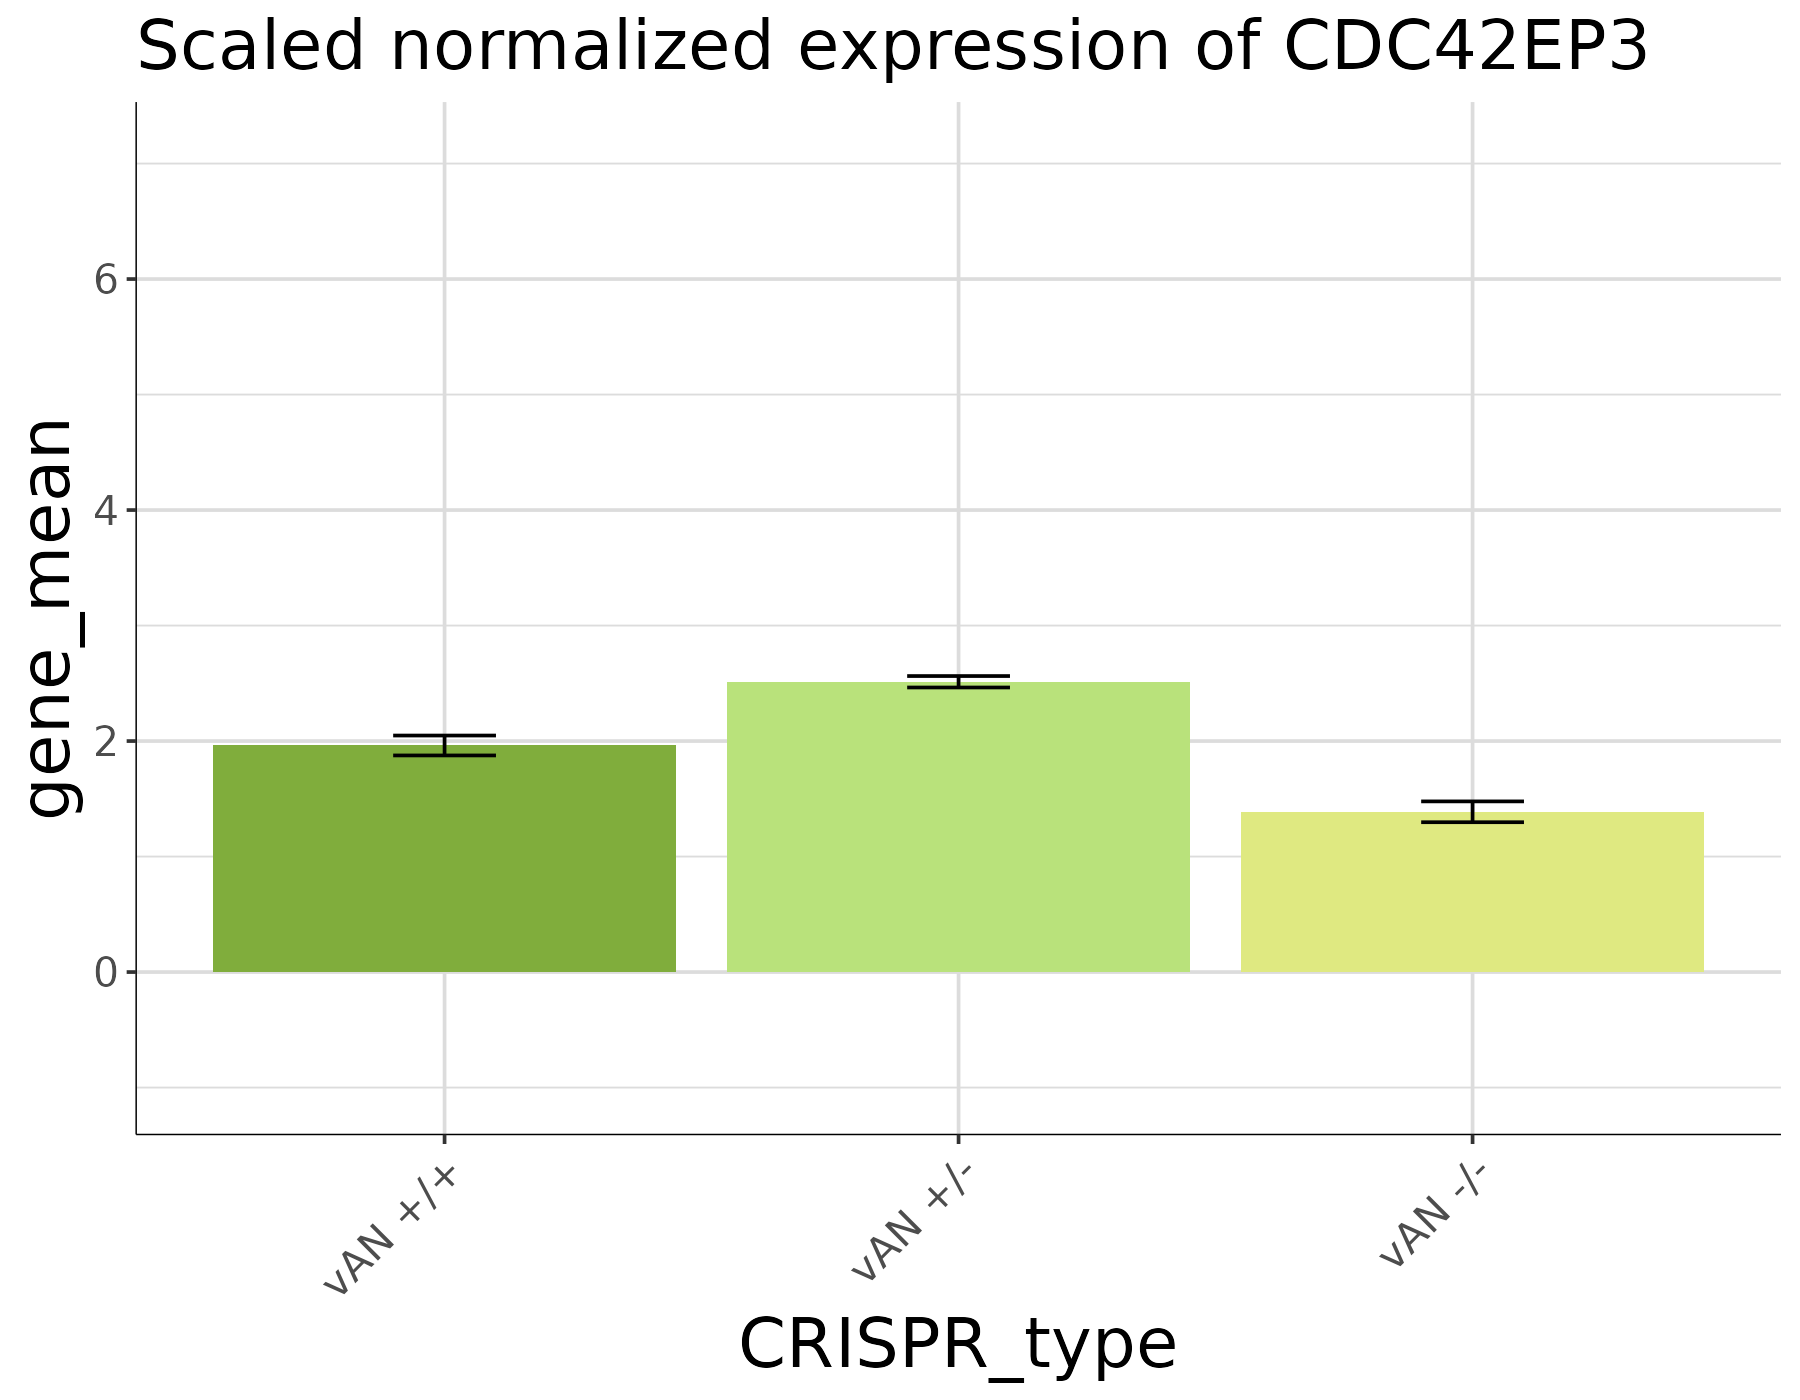 Scaled normalized expression of CDC42EP3
gene_mean
6
4
2
0
vAN +/+
vAN +/-
vAN -/-
CRISPR_type